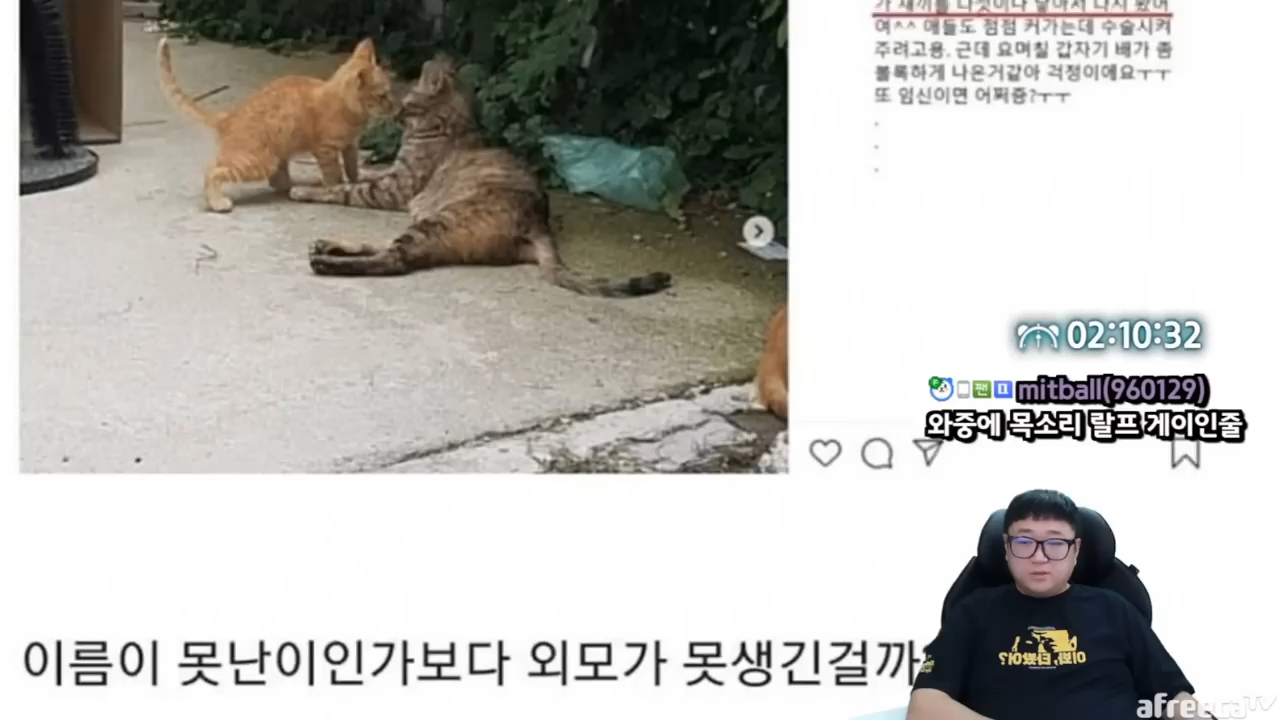 가 새끼를 다섯이나 낳아서 다시 왔어
여^^ 애들도 점점 커가는데 수술시켜
주려고용. 근데 요며칠 갑자기 배가 좀
볼록하게 나온거같아 걱정이에요ㅜㅜ
또 임신이면 어쩌죵?ㅜㅜ
.
.
.
02:10:32
mitball(960129)
와중에 목소리 랄프 게이인줄
이름이 못난이인가보다 외모가 못생긴걸까
afreecaTV